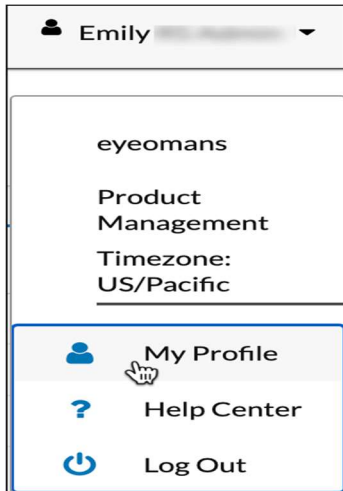 Emily
eyeomans
Product
Management
Timezone:
US/Pacific
My Profile
? Help Center
Log Out